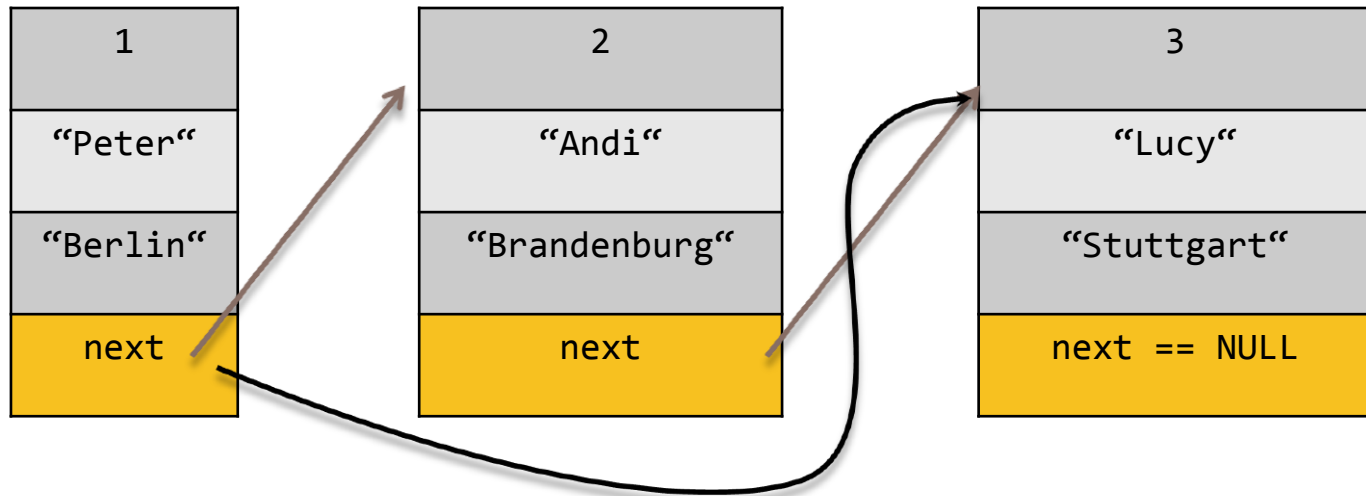 1
“Peter“
“Berlin“
next
2
“Andi“
“Brandenburg“
next
3
“Lucy“
“Stuttgart“
next == NULL